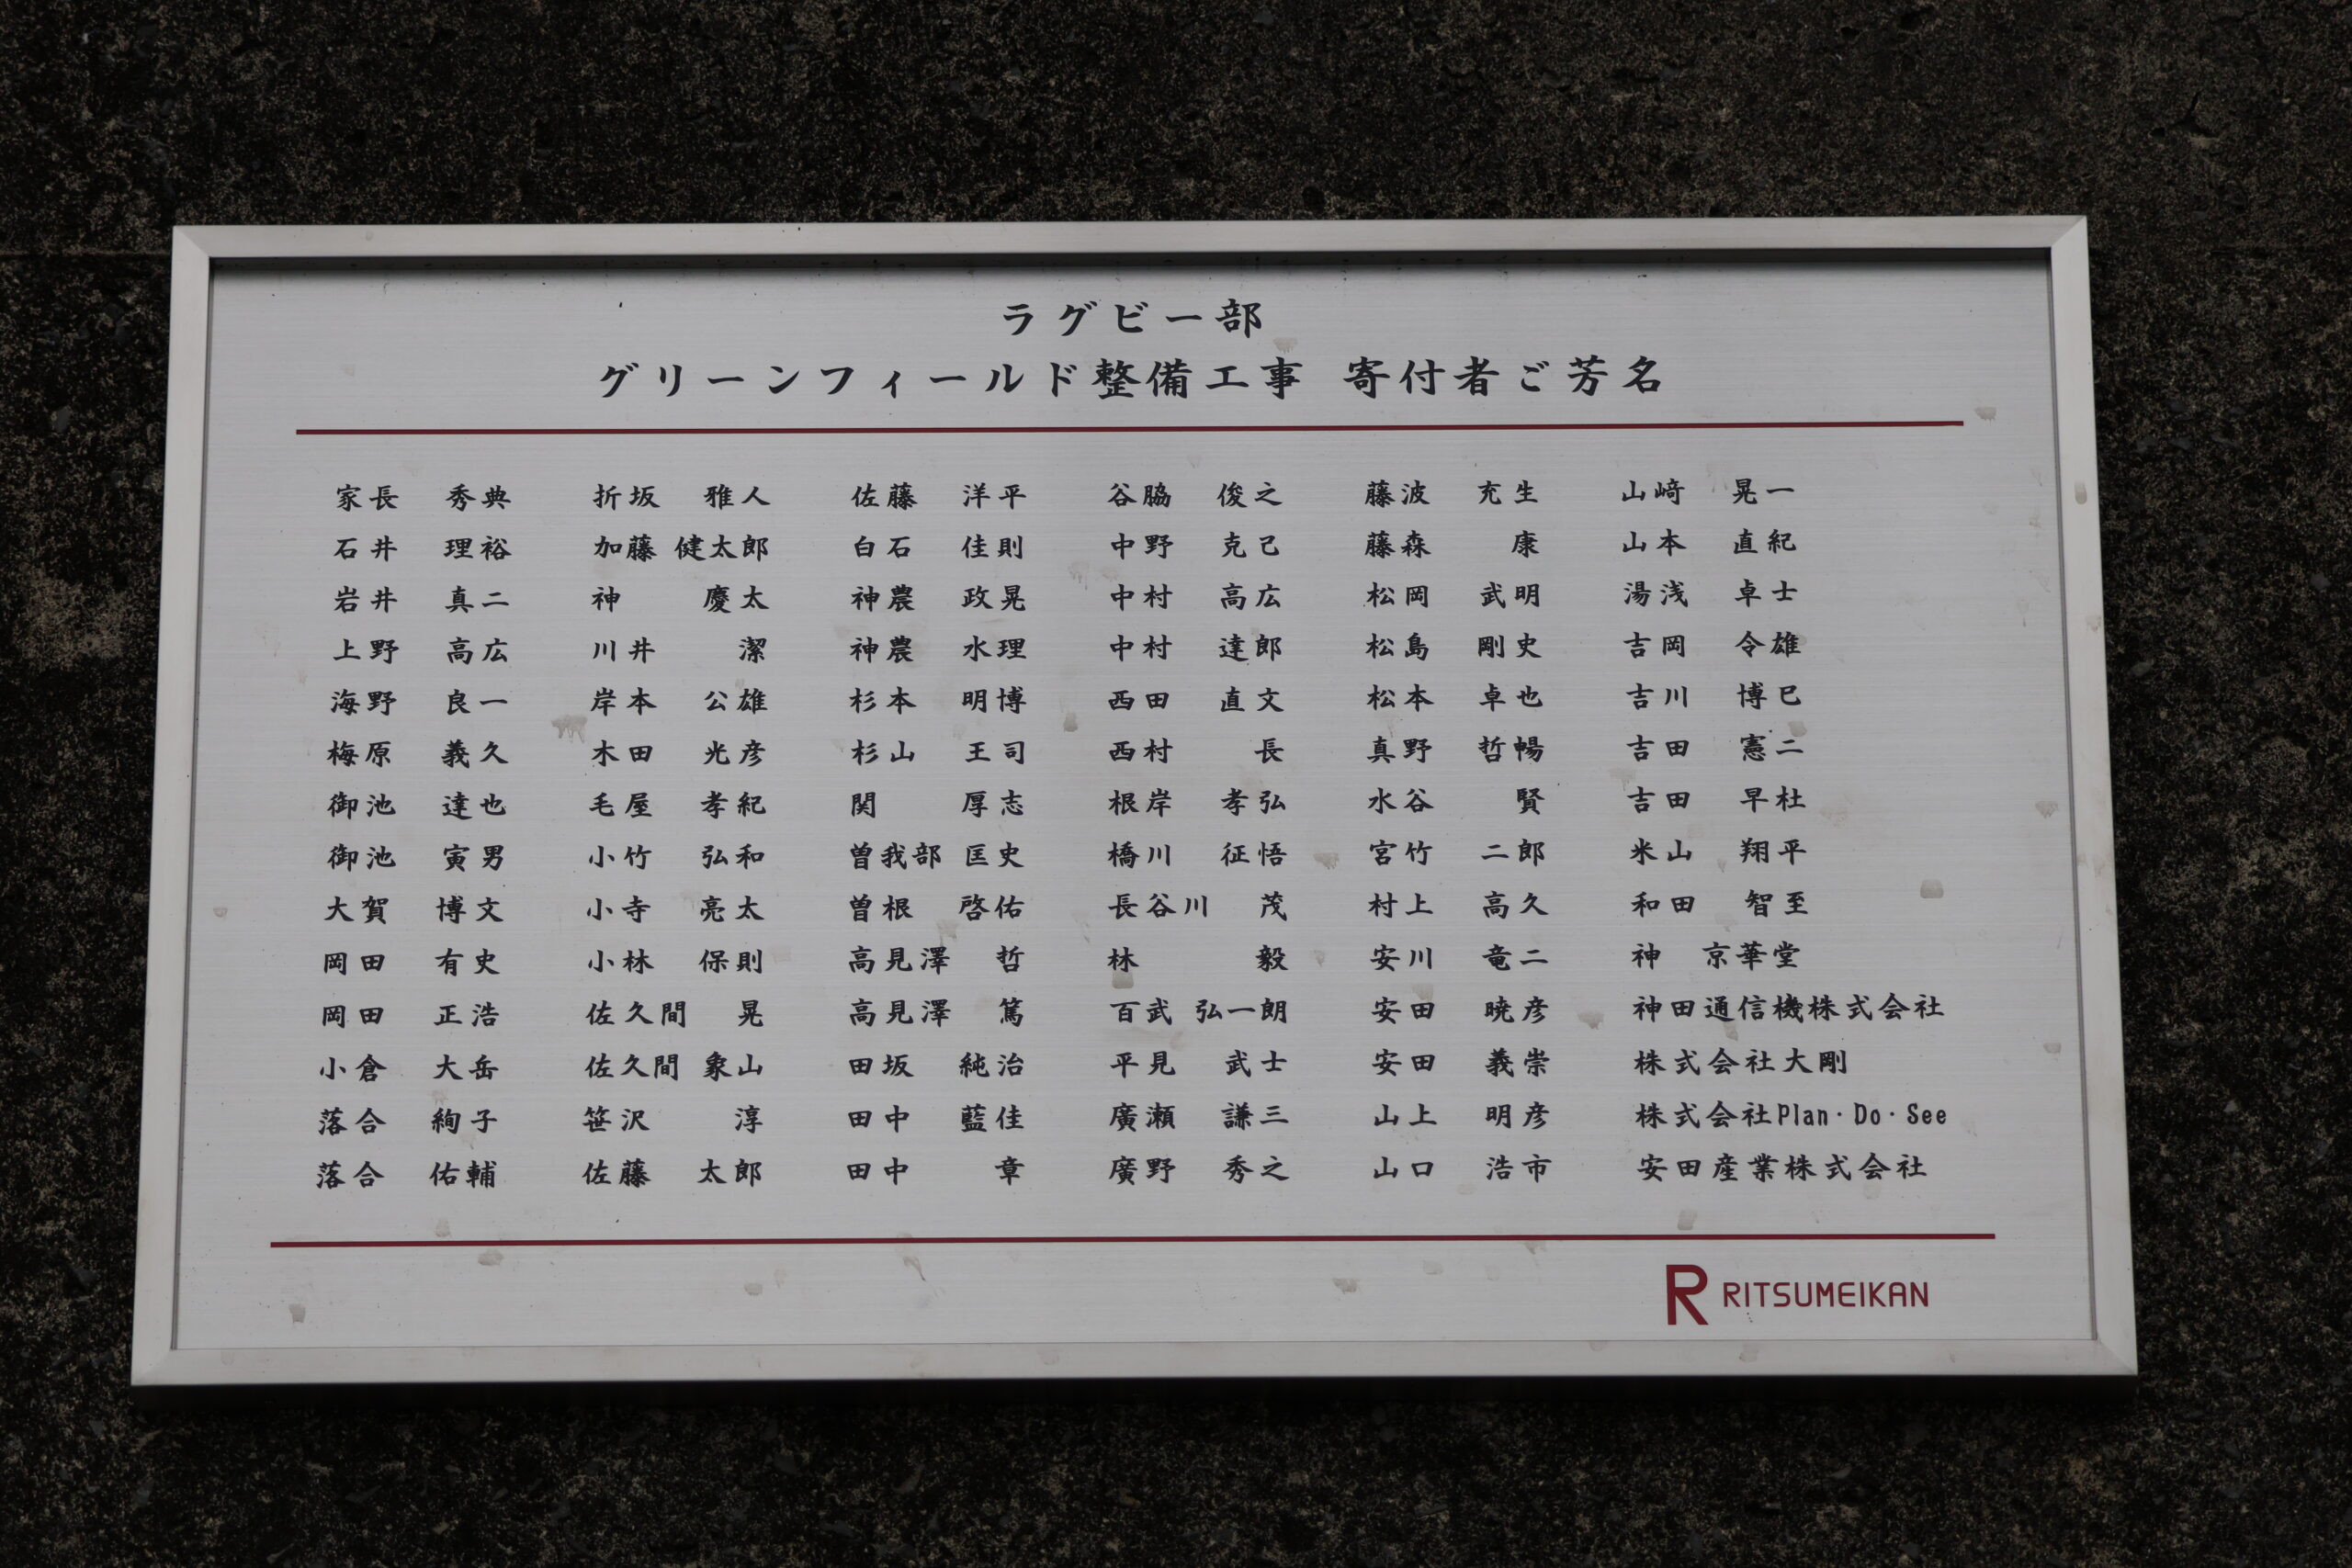 ラグビー部
グリーンフィールド整備工事 寄付者ご芳名
家長 秀典 折坂 雅人 佐藤 洋平 谷脇 俊之 藤波 充生 山﨑 晃一
石井 理裕 加藤 健太郎 白石 佳則 中野 克己 藤森 康 山本 直紀
岩井 真二 神 慶太 神農 政晃 中村 高広 松岡 武明 湯浅 卓士
上野 高広 川井 潔 神農 水理 中村 達郎 松島 剛史 吉岡 令雄
海野 良一 岸本 公雄 杉本 明博 西田 直文 松本 卓也 吉川 博巳
梅原 義久 木田 光彦 杉山 王司 西村 長 真野 哲暢 吉田 憲二
御池 達也 毛屋 孝紀 関 厚志 根岸 孝弘 水谷 賢 吉田 早杜
御池 寅男 小竹 弘和 曽我部 匡史 橋川 征悟 宮竹 二郎 米山 翔平
大賀 博文 小寺 亮太 曽根 啓佑 長谷川 茂 村上 高久 和田 智至
岡田 有史 小林 保則 高見澤 哲 林 毅 安川 竜二 神 京華堂
岡田 正浩 佐久間 晃 高見澤 篤 百武 弘一朗 安田 暁彦 神田通信機株式会社
小倉 大岳 佐久間 象山 田坂 純治 平見 武士 安田 義崇 株式会社大剛
落合 絢子 笹沢 淳 田中 藍佳 廣瀬 謙三 山上 明彦 株式会社Plan・Do・See
落合 佑輔 佐藤 太郎 田中 章 廣野 秀之 山口 浩市 安田産業株式会社
R RITSUMEIKAN